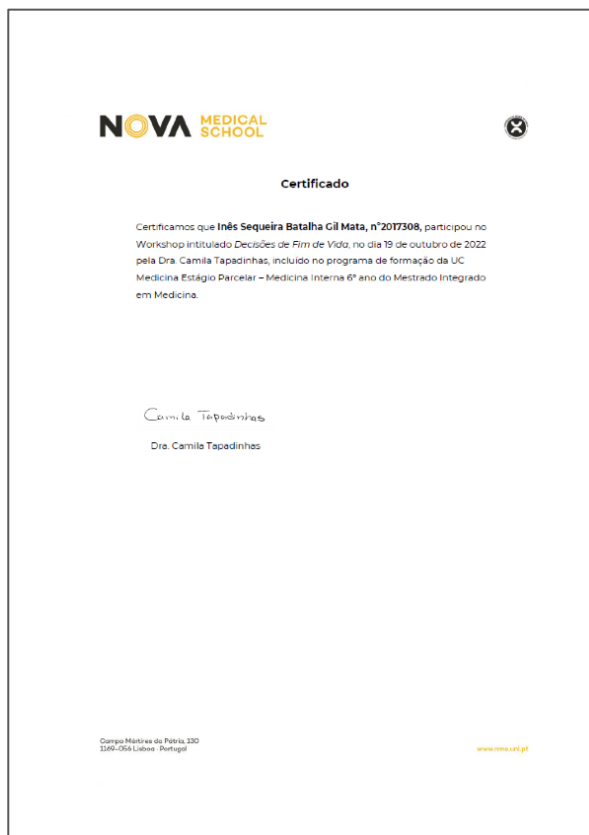 NOVA MEDICAL SCHOOL
Certificado
Certificamos que Inês Sequeira Batalha Gil Mata, nº2017308, participou no
Workshop intitulado Decisões de Fim de Vida, no dia 19 de outubro de 2022
pela Dra. Camila Tapadinhas, incluído no programa de formação da UC
Medicina Estágio Parcelar – Medicina Interna 6º ano do Mestrado Integrado
em Medicina.
Camila Tapadinhas
Dra. Camila Tapadinhas
Campo Mártires da Pátria, 130
1169-056 Lisboa · Portugal
www.nms.unl.pt